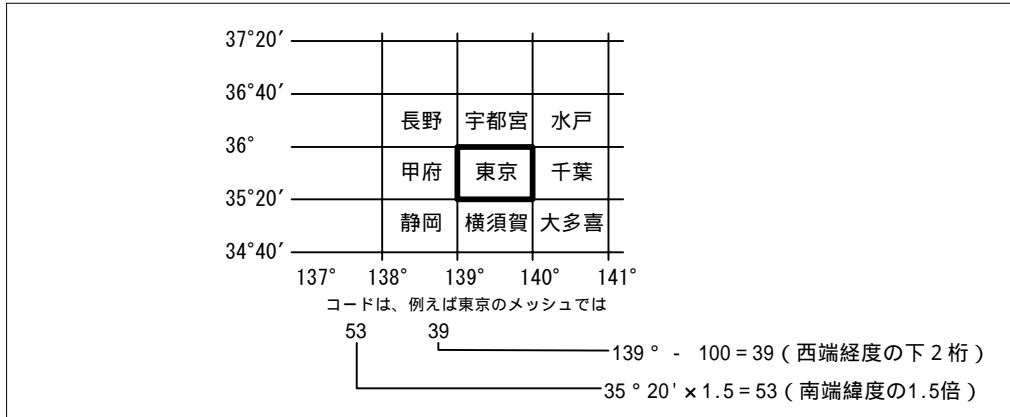 37°20′
36°40′
長野 宇都宮 水戸
36°
甲府 東京 千葉
35°20′
静岡 横須賀 大多喜
34°40′
137° 138° 139° 140° 141°
コードは、例えば東京のメッシュでは
53 39
139 ° - 100 = 39 ( 西端経度の下 2 桁 )
35 ° 20' × 1.5 = 53 ( 南端緯度の1.5倍 )